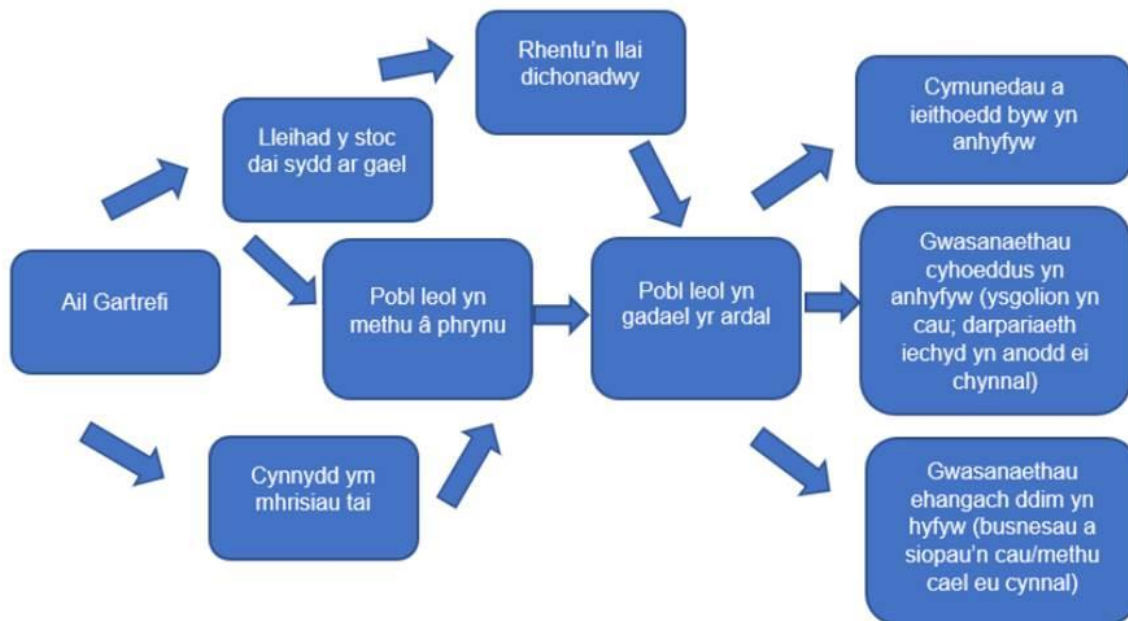 Ail Gartrefi
Lleihad y stoc
dai sydd ar gael
Cynnydd ym
mhrisiau tai
Rhentu'n llai
dichonadwy
Pobl leol yn
methu â phrynu
Pobl leol yn
gadael yr ardal
Cymunedau a
ieithoedd byw yn
anhyfyw
Gwasanaethau
cyhoeddus yn
anhyfyw (ysgolion yn
cau; darpariaeth
iechyd yn anodd ei
chynnal)
Gwasanaethau
ehangach ddim yn
hyfyw (busnesau a
siopau'n cau/methu
cael eu cynnal)